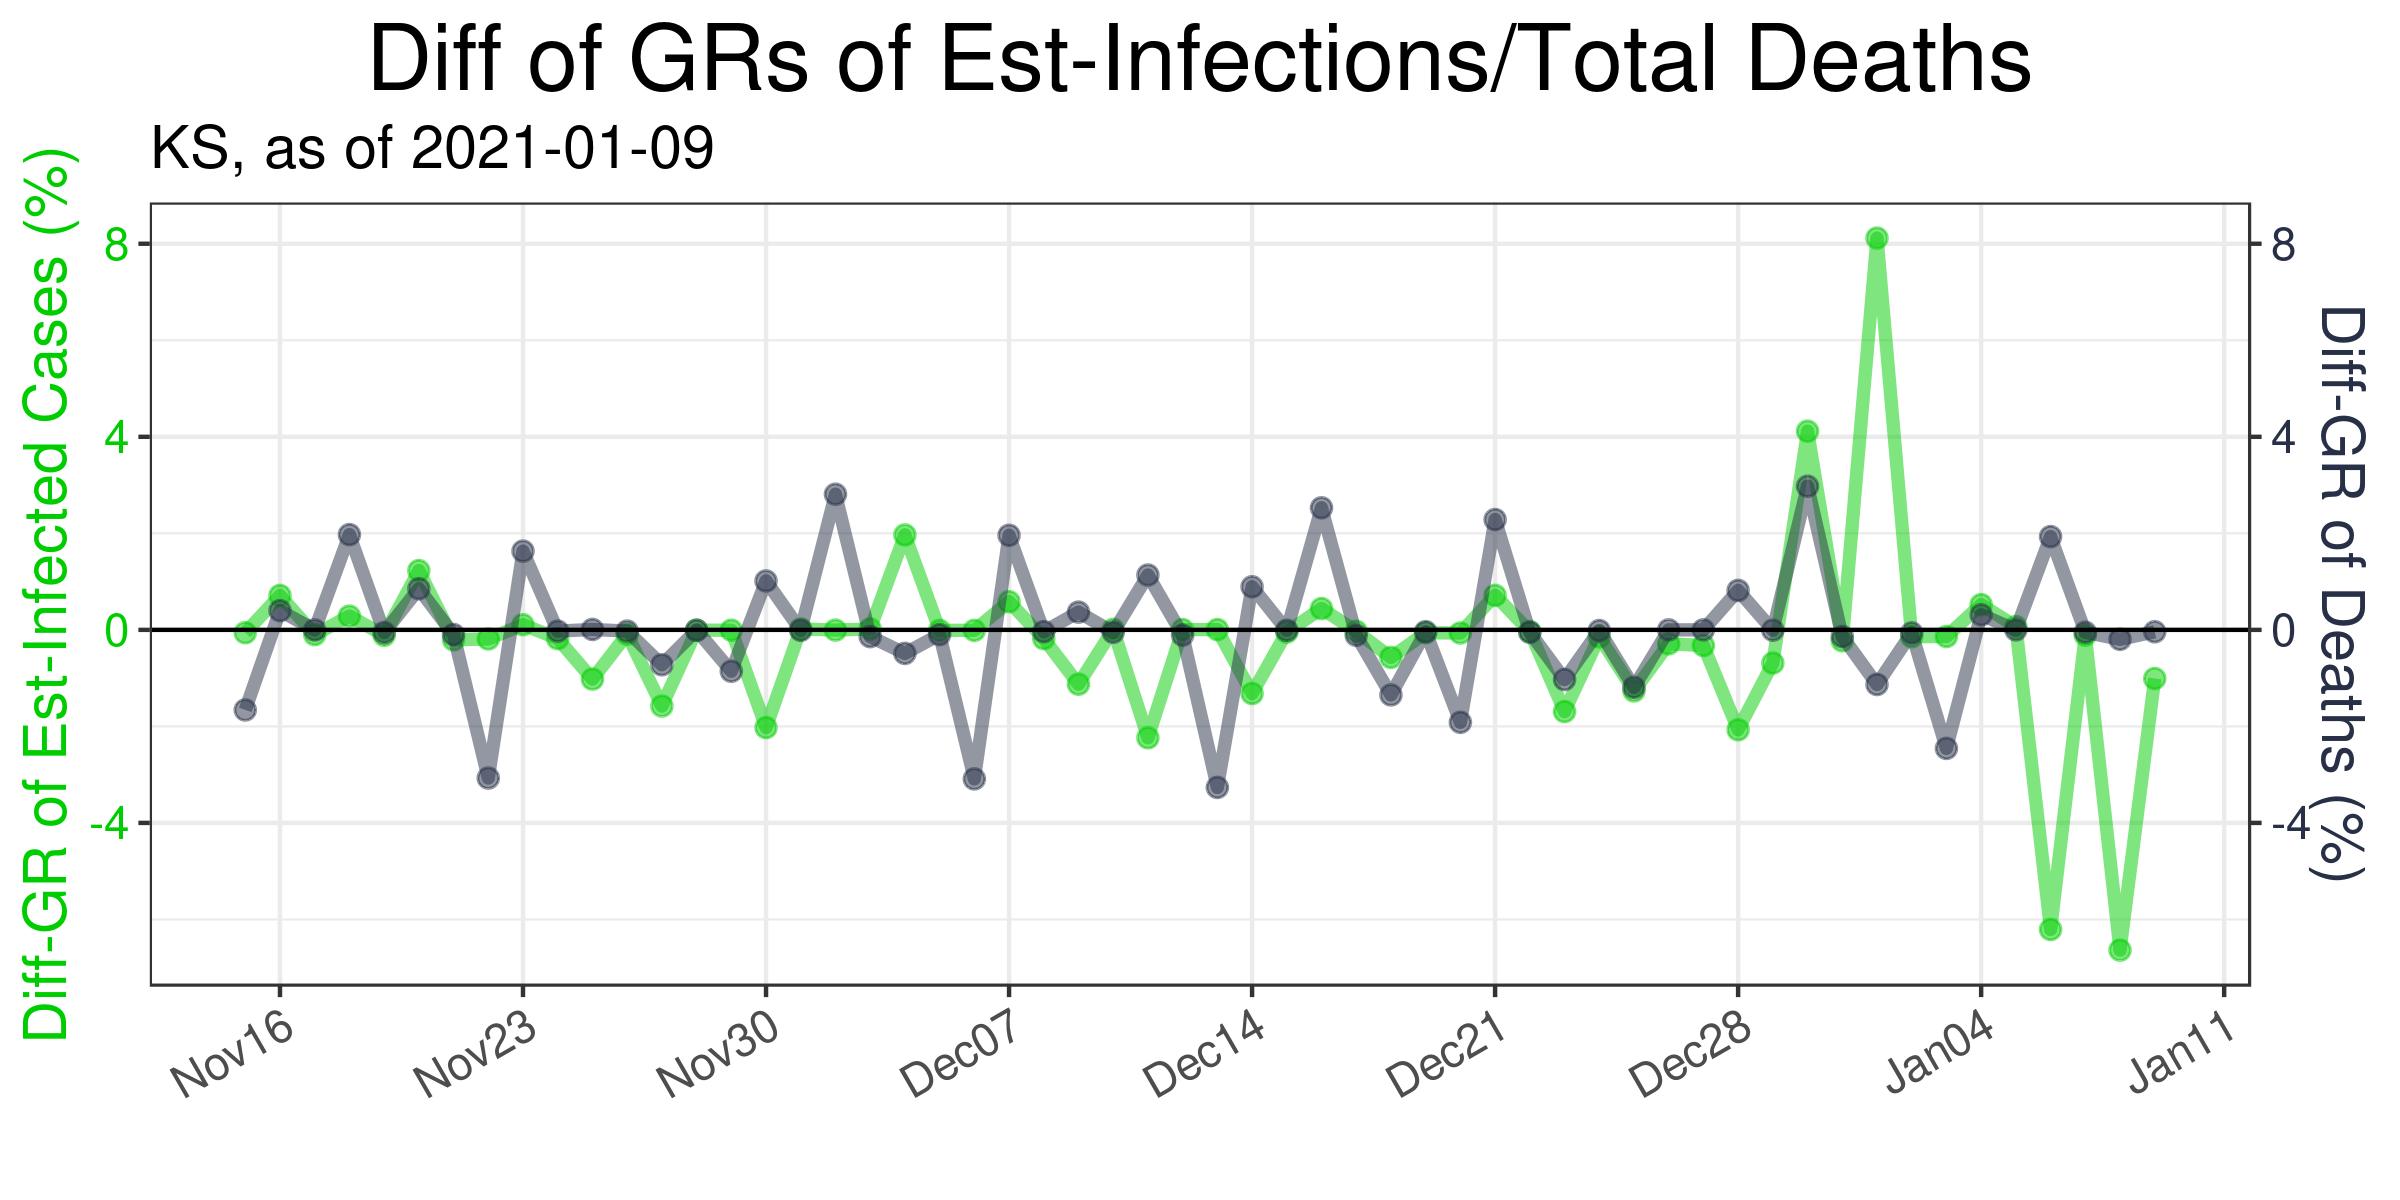 Diff of GRs of Est-Infections/Total Deaths
KS, as of 2021-01-09
Diff-GR of Est-Infected Cases (%)
8
4
0
-4
8
4
0
-4
Diff-GR of Deaths (%)
Nov16
Nov23
Nov30
Dec07
Dec14
Dec21
Dec28
Jan04
Jan11